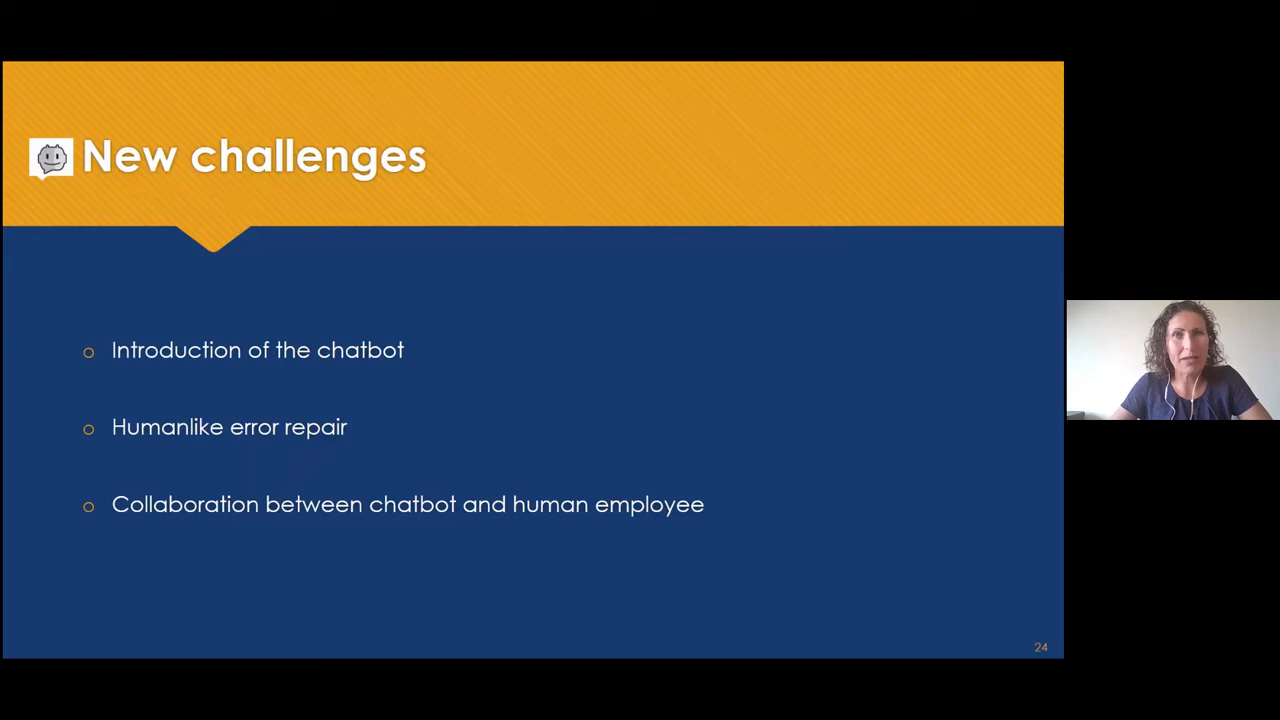 New challenges
Introduction of the chatbot
Humanlike error repair
Collaboration between chatbot and human employee
24